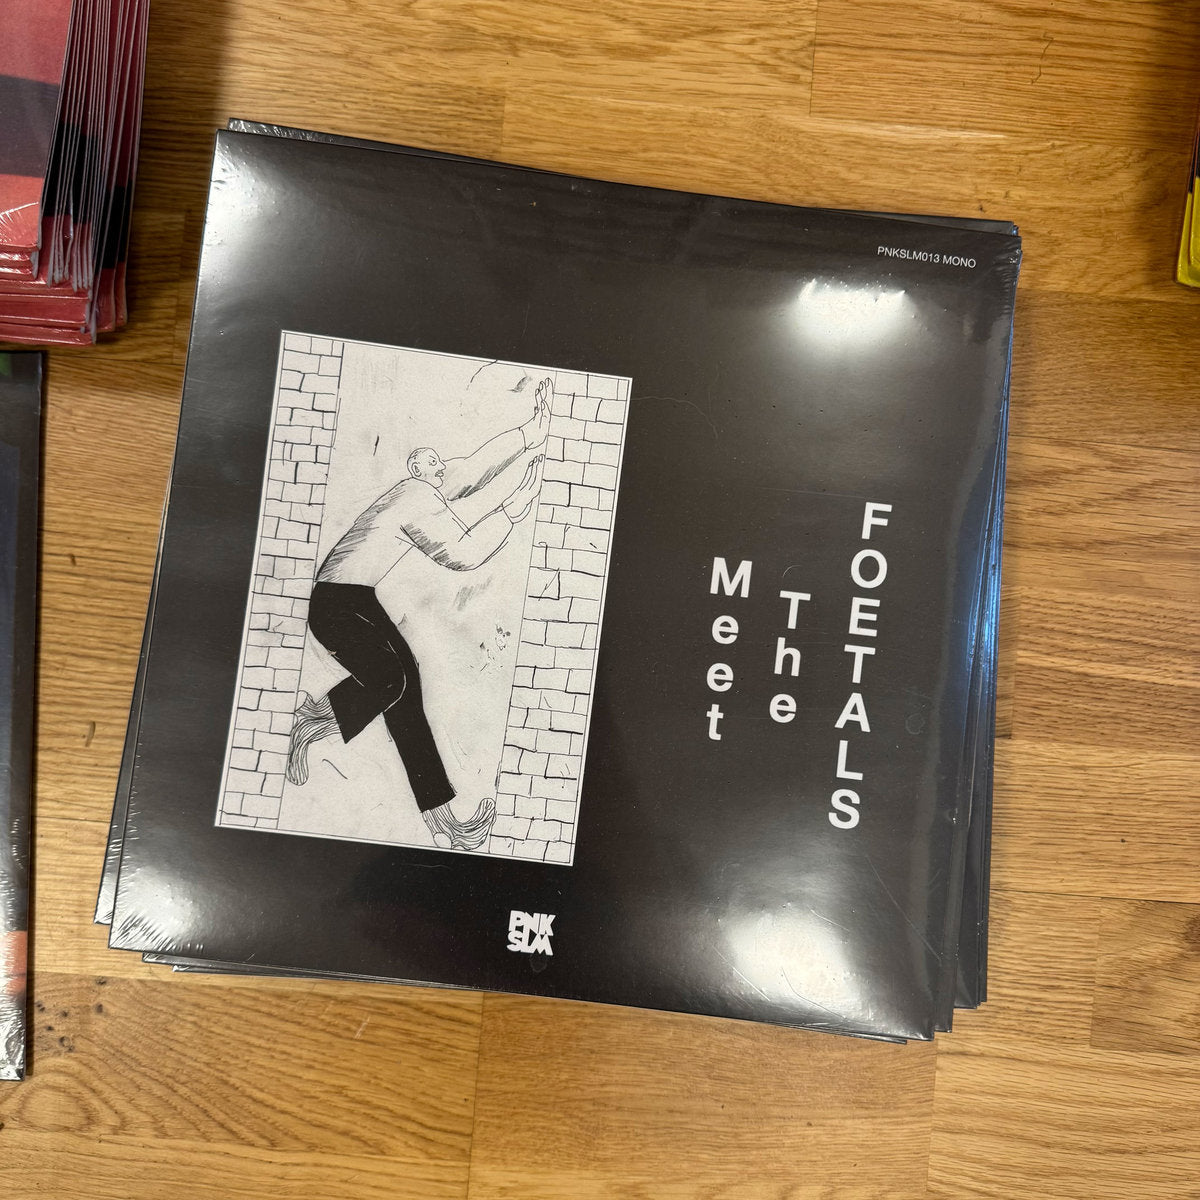 PNKSLM013 MONO
Meet
The
FOETALS
PNK
SLM